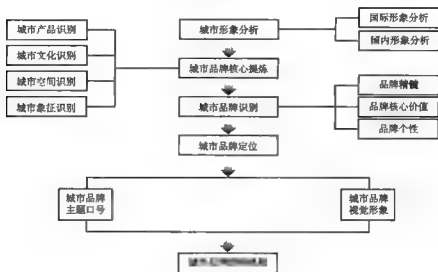 城市产品识别
城市文化识别
城市空间识别
城市象征识别
城市形象分析
国际形象分析
国内形象分析
城市品牌核心提炼
城市品牌识别
品牌精髓
品牌核心价值
品牌个性
城市品牌定位
城市品牌
主题口号
城市品牌
视觉形象